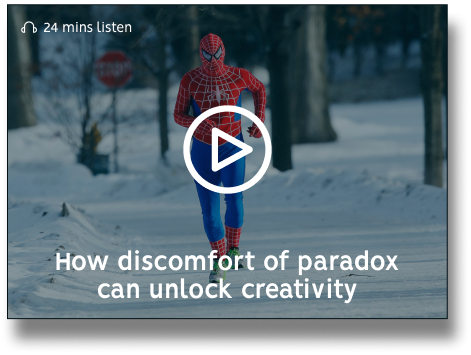 24 mins listen
How discomfort of paradox
can unlock creativity